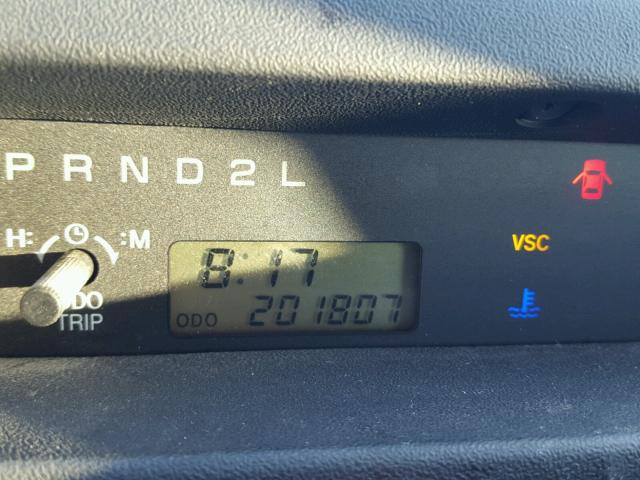 P R N D 2 L
H: :M
8:17
VSC
ODO
TRIP
ODO 201807